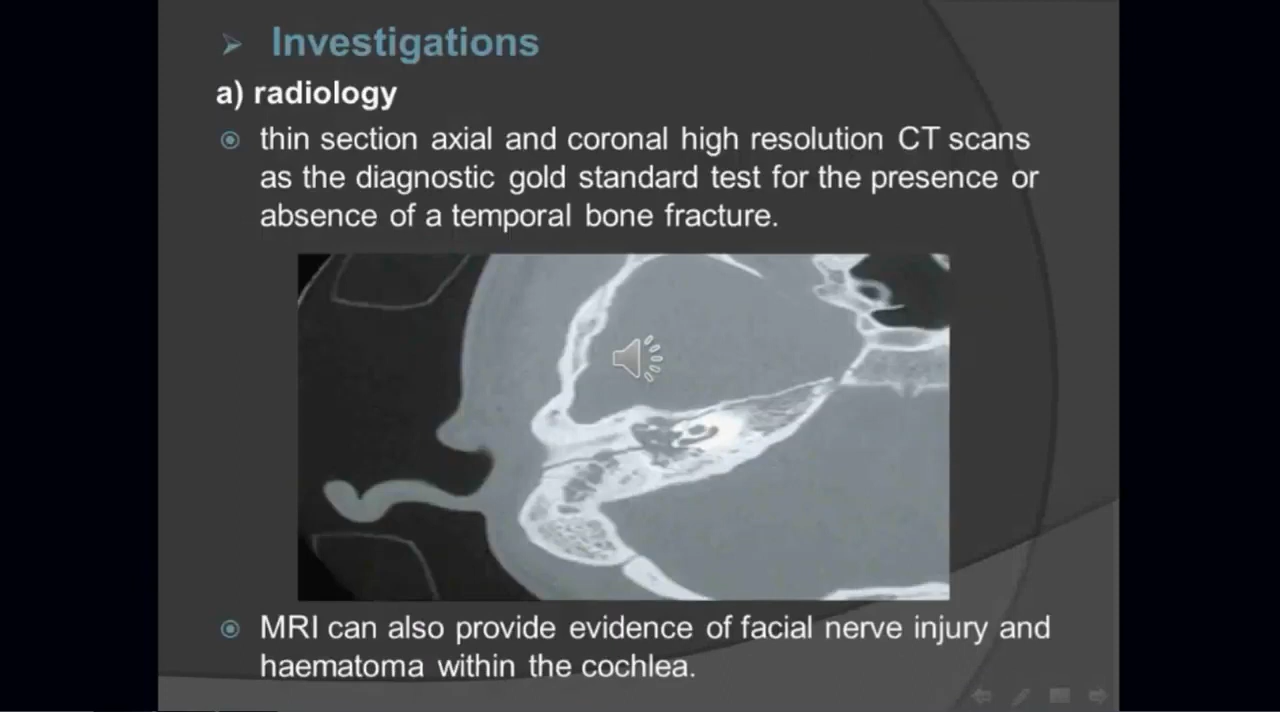 Investigations
a) radiology
thin section axial and coronal high resolution CT scans
as the diagnostic gold standard test for the presence or
absence of a temporal bone fracture.
MRI can also provide evidence of facial nerve injury and
haematoma within the cochlea.